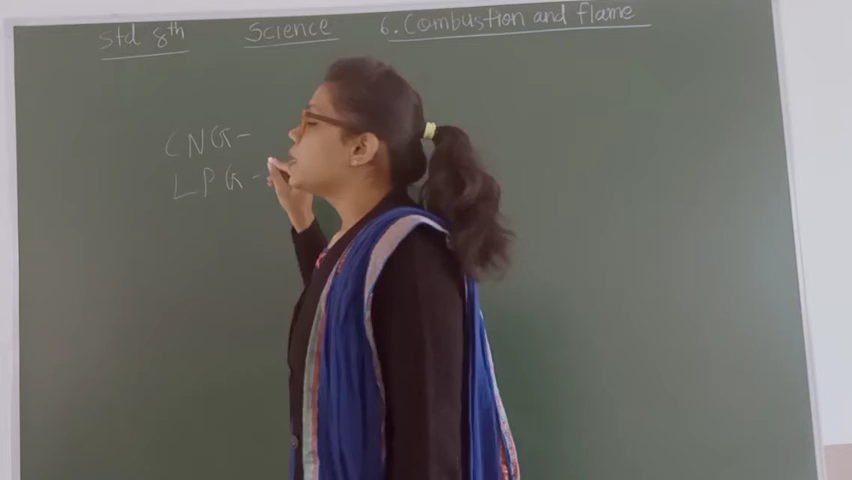 Std 8th Science 6. Combustion and flame
CNG-
LPG-